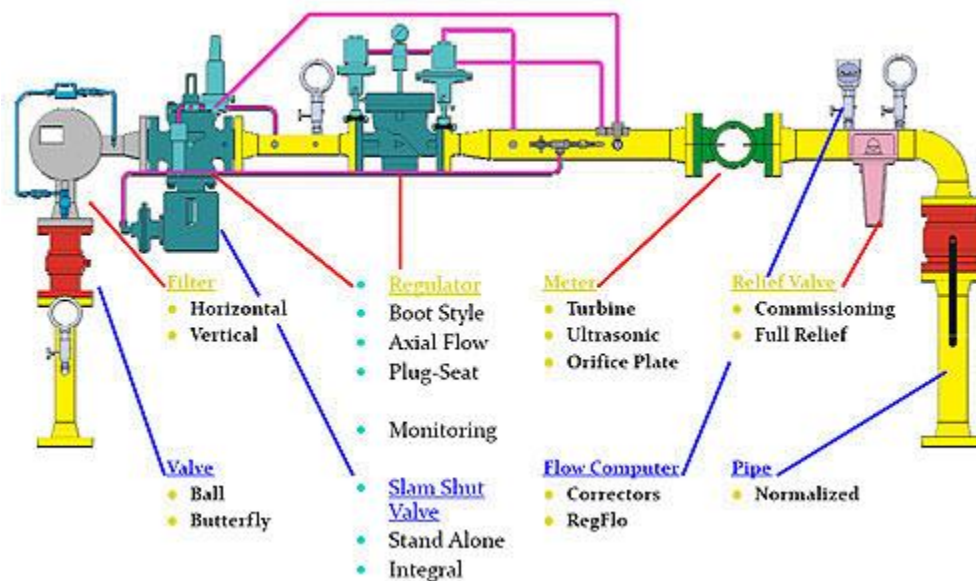 Filter
Horizontal
Vertical
Regulator
Boot Style
Axial Flow
Plug-Seat
Monitoring
Meter
Turbine
Ultrasonic
Orifice Plate
Relief Valve
Commissioning
Full Relief
Valve
Ball
Butterfly
Slam Shut
Valve
Stand Alone
Integral
Flow Computer
Correctors
RegFlo
Pipe
Normalized